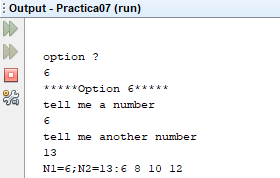 Output - Practica07 (run)
option ?
6
*****Option 6*****
tell me a number
6
tell me another number
13
N1=6;N2=13:6 8 10 12